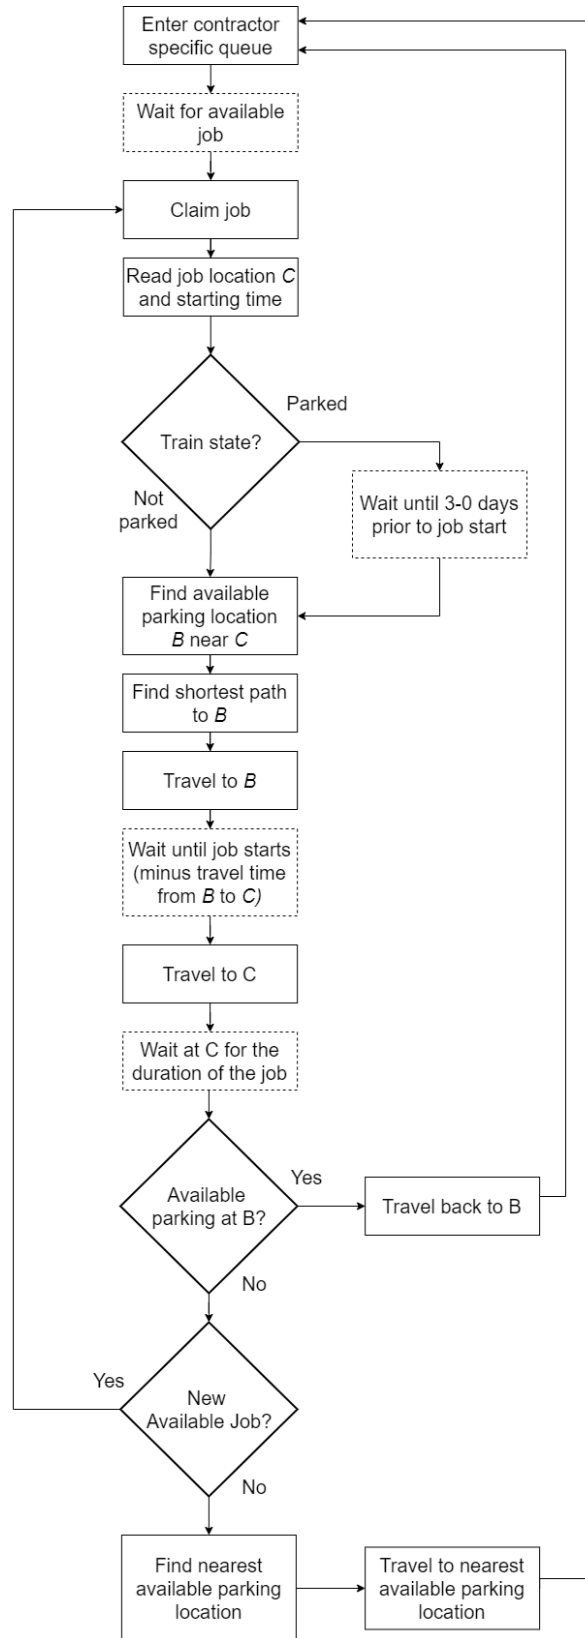 Enter contractor
specific queue
Wait for available
job
Claim job
Read job location C
and starting time
Train state?
Parked
Not
parked
Wait until 3-0 days
prior to job start
Find available
parking location
B near C
Find shortest path
to B
Travel to B
Wait until job starts
(minus travel time
from B to C)
Travel to C
Wait at C for the
duration of the job
Available
parking at B?
Yes
Travel back to B
No
New
Available Job?
Yes
No
Find nearest
available parking
location
Travel to nearest
available parking
location